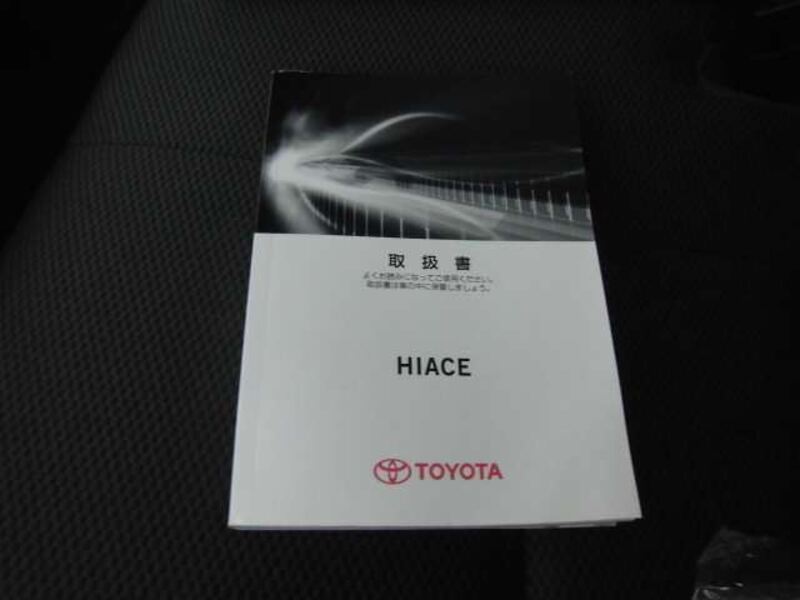 取扱書
よくお読みになってご使用ください。
取扱書は車の中に保管しましょう。
HIACE
TOYOTA